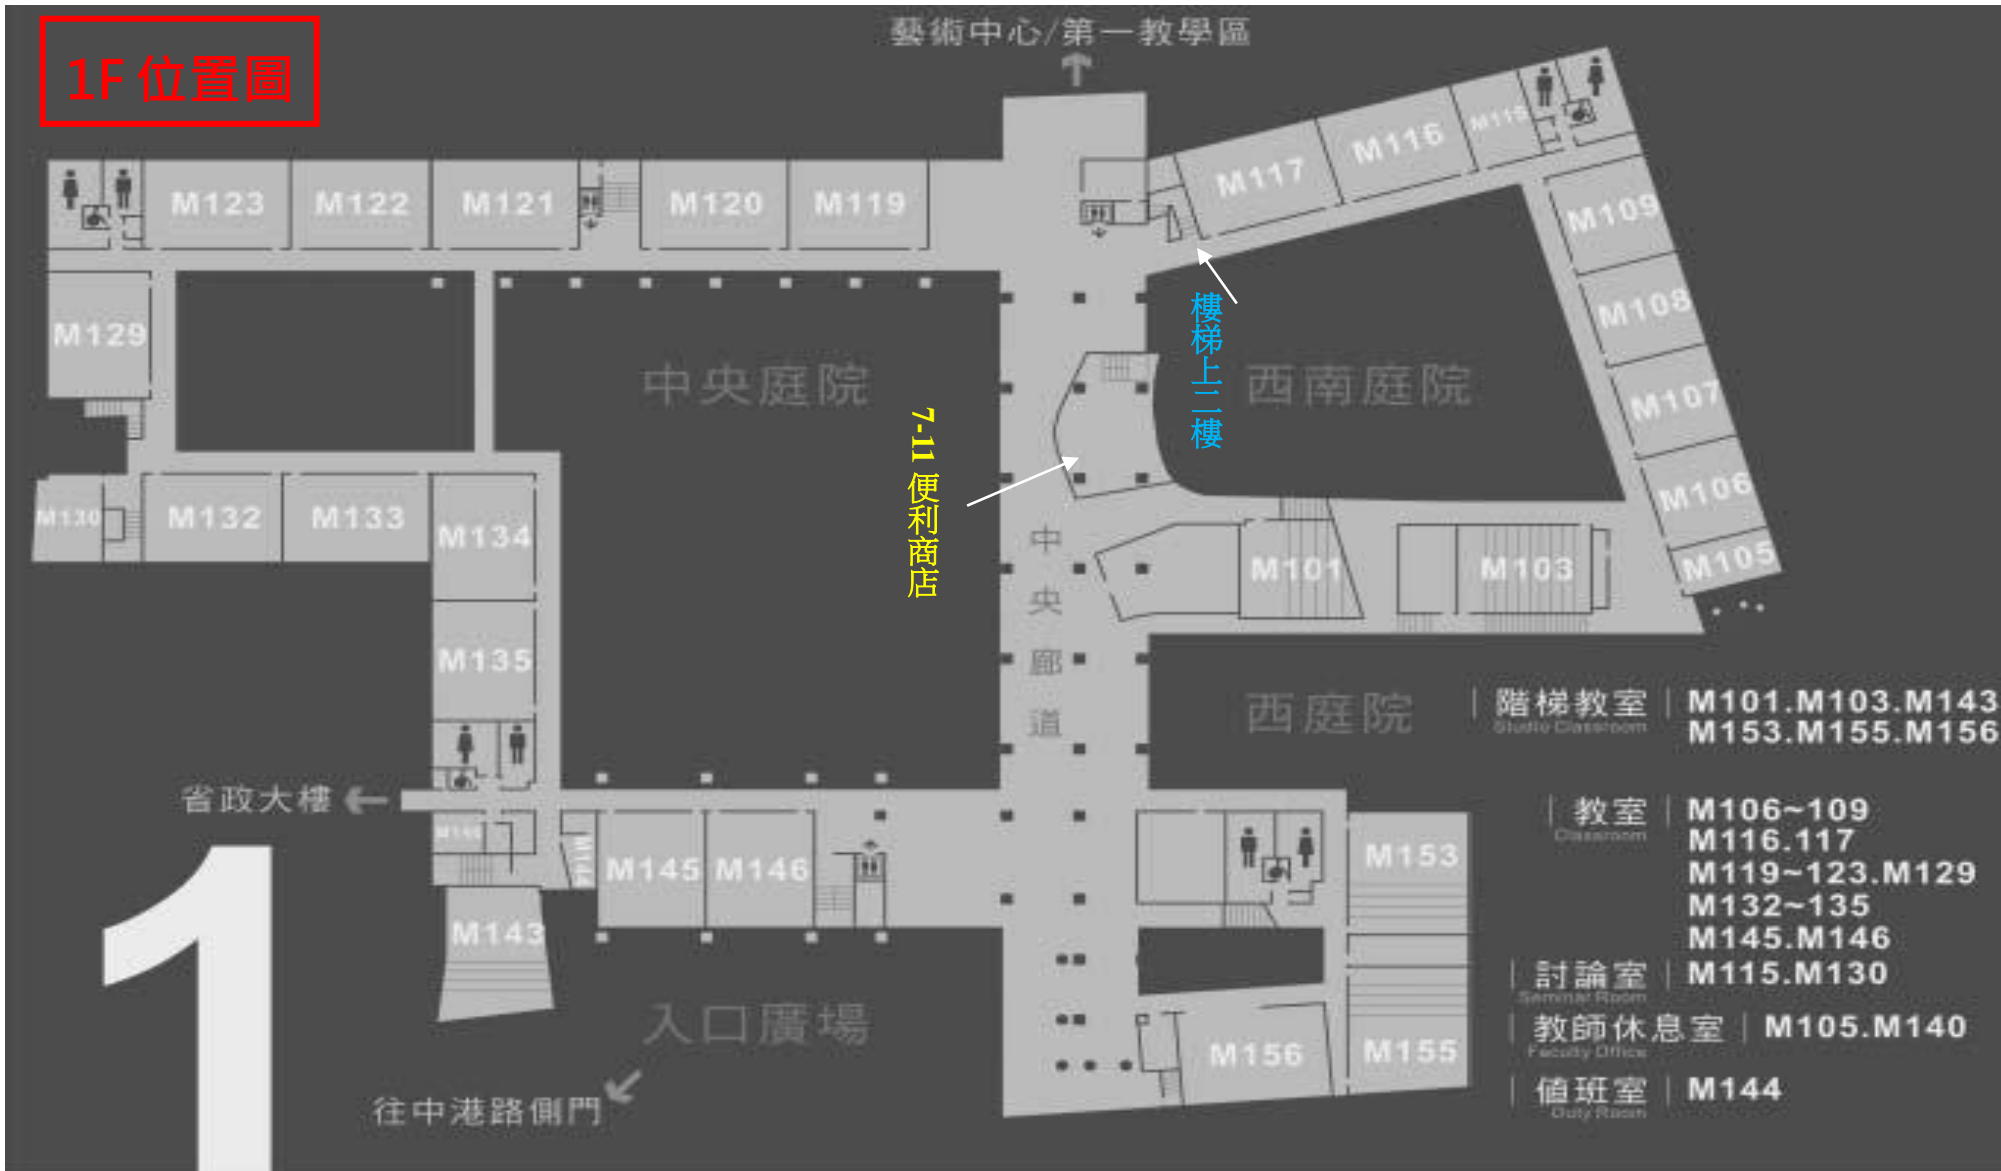 1F 位置圖
藝術中心/第一教學區
M123
M122
M121
M120
M119
M117
M116
M115
M109
M108
M107
M106
M105
M129
中央庭院
西南庭院
樓梯上二樓
7-11 便利商店
M130
M132
M133
M134
M135
中央廊道
M101
M103
西庭院
省政大樓
M140
M144
M145
M146
M143
M153
M155
M156
入口廣場
往中港路側門
1
階梯教室 M101.M103.M143
Studio Classroom M153.M155.M156
教室 M106~109
Classroom M116.117
M119~123.M129
M132~135
M145.M146
討論室 M115.M130
Seminar Room
教師休息室 M105.M140
Faculty Office
値班室 M144
Duty Room